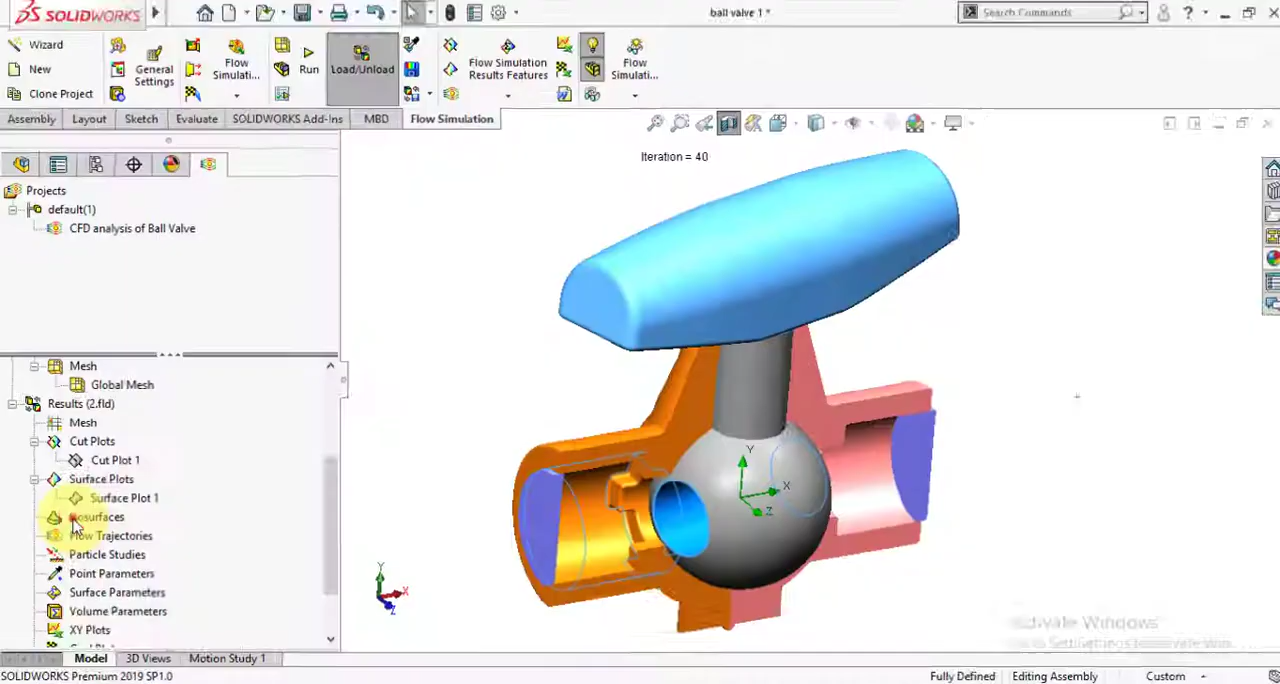 SOLIDWORKS
ball valve 1 *
Search Commands
Wizard
New
Clone Project
General Settings
Flow Simulati...
Run
Load/Unload
Flow Simulation Results Features
Flow Simulati...
Assembly
Layout
Sketch
Evaluate
SOLIDWORKS Add-Ins
MBD
Flow Simulation
Iteration = 40
Projects
default(1)
CFD analysis of Ball Valve
Mesh
Global Mesh
Results (2.fld)
Mesh
Cut Plots
Cut Plot 1
Surface Plots
Surface Plot 1
Isosurfaces
Flow Trajectories
Particle Studies
Point Parameters
Surface Parameters
Volume Parameters
XY Plots
Y
X
Z
Y
X
Z
Activate Windows
Model
3D Views
Motion Study 1
SOLIDWORKS Premium 2019 SP1.0
Fully Defined
Editing Assembly
Custom